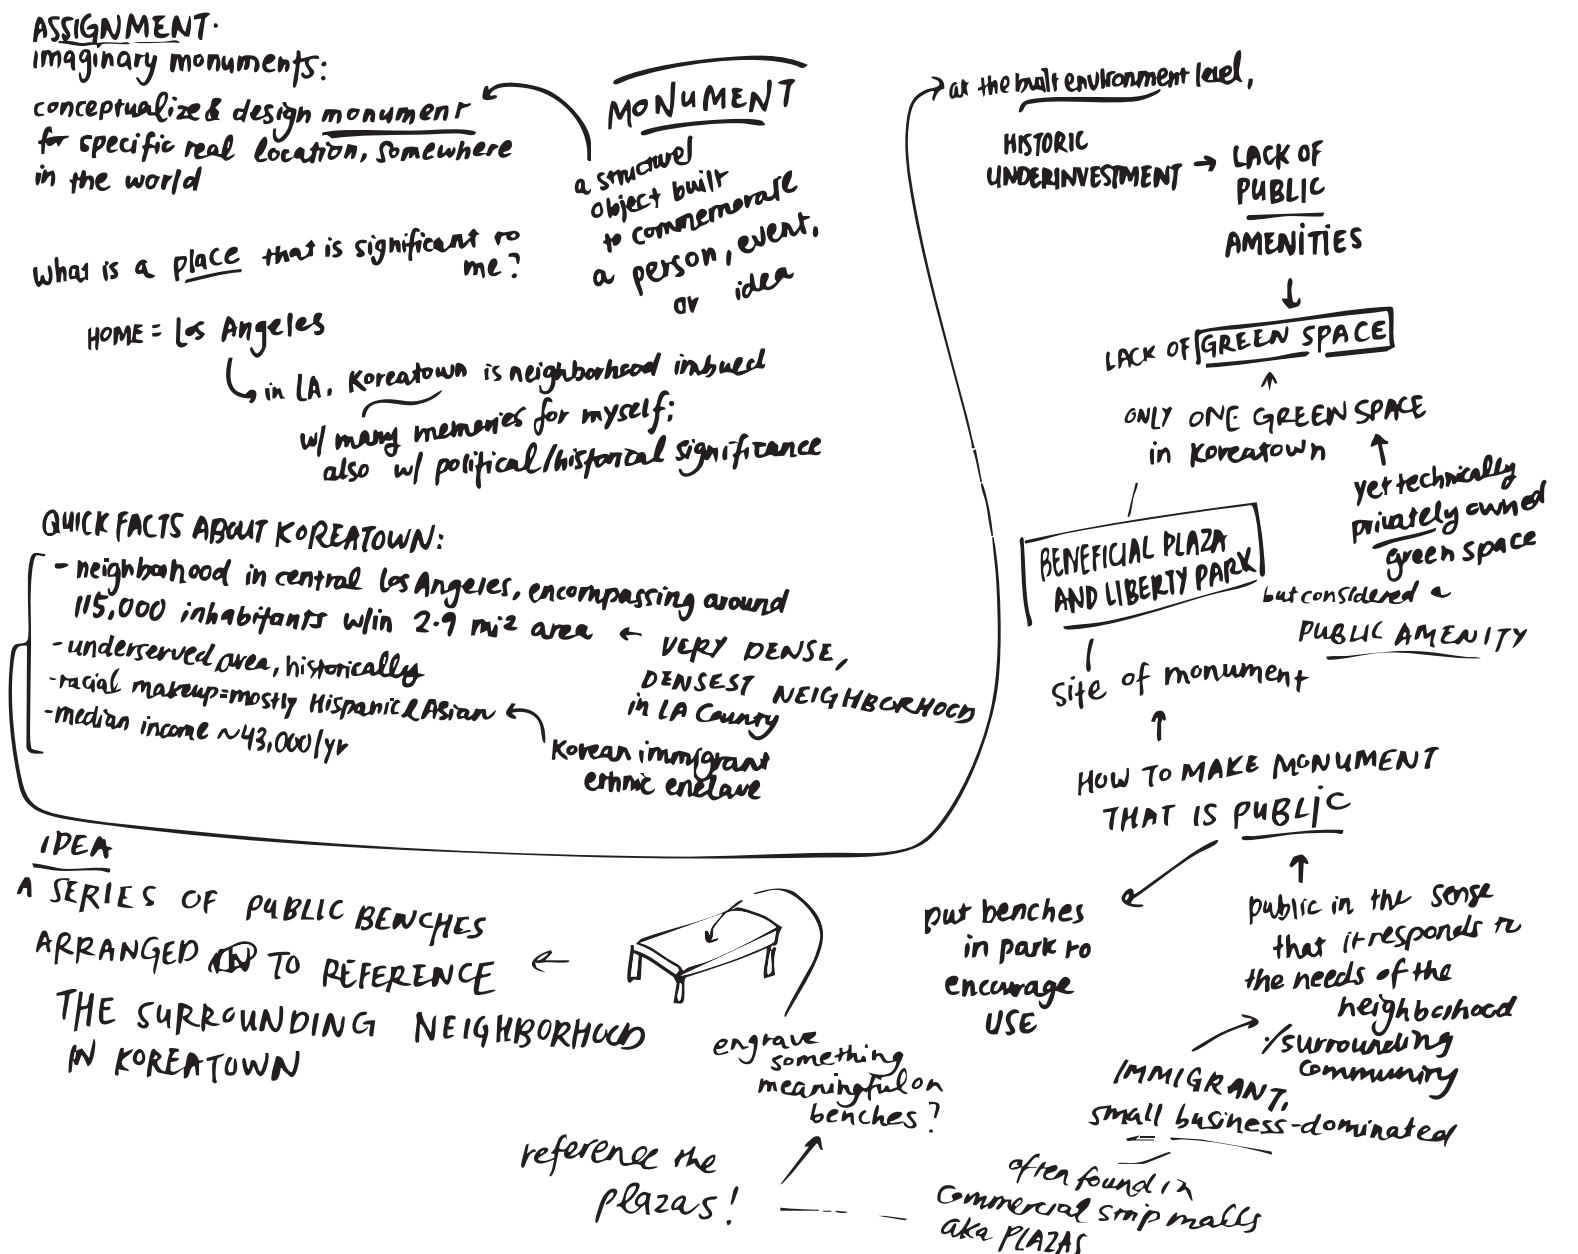 ASSIGNMENT.
imaginary monuments:
conceptualize & design monument
for specific real location, somewhere
in the world
what is a place that is significant to
me?
HOME = Los Angeles
in LA, Koreatown is neighborhood imbued
w/ many memories for myself;
also w/ political/historical significance
MONUMENT
a structural
object built
to commemorate
a person, event,
or idea
QUICK FACTS ABOUT KOREATOWN:
- neighborhood in central Los Angeles, encompassing around
115,000 inhabitants w/in 2.9 mi² area ← VERY DENSE,
DENSEST NEIGHBORHOOD
in LA County
- underserved area, historically
- racial makeup = mostly Hispanic & Asian
Korean immigrant
ethnic enclave
- median income ~43,000/yr
at the built environment level,
HISTORIC
UNDERINVESTMENT → LACK OF
PUBLIC
AMENITIES
LACK OF GREEN SPACE
ONLY ONE GREEN SPACE
in Koreatown
yet technically
privately owned
green space
but considered a
PUBLIC AMENITY
BENEFICIAL PLAZA
AND LIBERTY PARK
site of monument
HOW TO MAKE MONUMENT
THAT IS PUBLIC
put benches
in park to
encourage
USE
public in the sense
that it responds to
the needs of the
neighborhood
/surrounding
community
IMMIGRANT,
small business-dominated
often found in
commercial strip malls
aka PLAZAS
reference the
plazas!
engrave
something
meaningful on
benches?
IDEA
A SERIES OF PUBLIC BENCHES
ARRANGED TO REFERENCE
THE SURROUNDING NEIGHBORHOOD
IN KOREATOWN